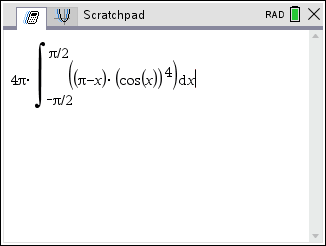 Scratchpad RAD
4π· ∫_{-π/2}^{π/2} ((π−x)·(cos(x))^4)dx